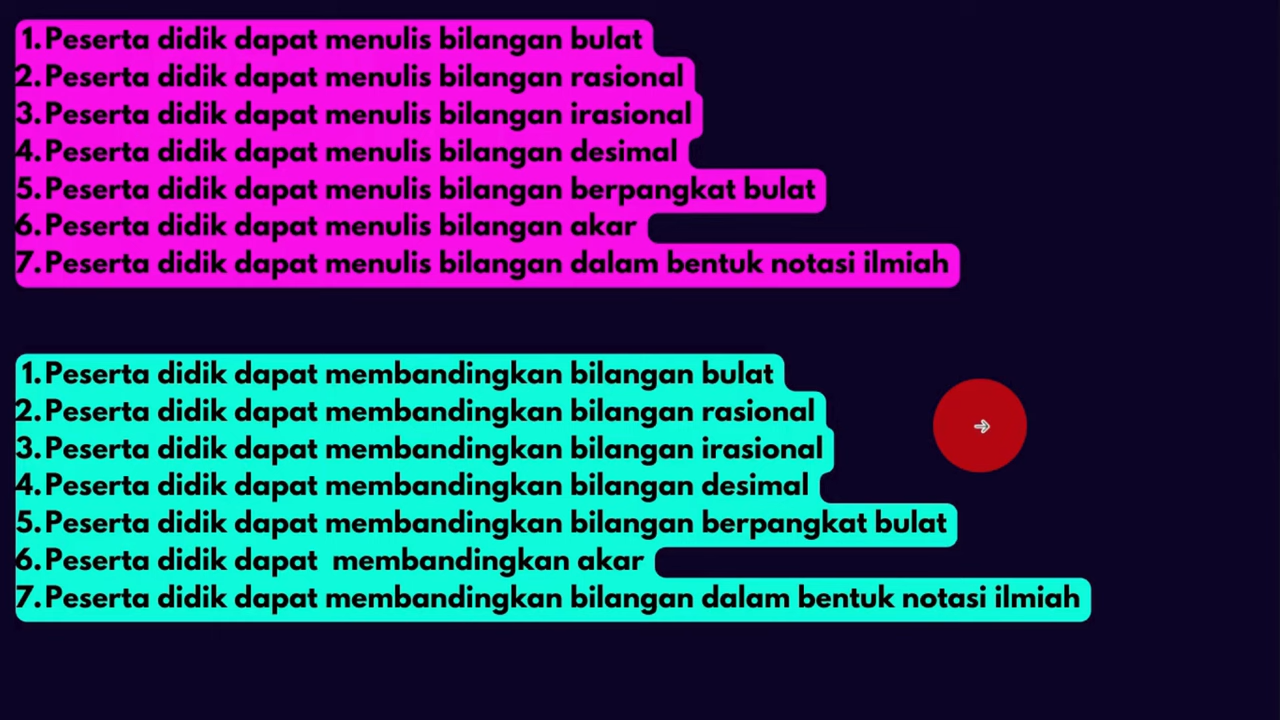 1.Peserta didik dapat menulis bilangan bulat
2.Peserta didik dapat menulis bilangan rasional
3.Peserta didik dapat menulis bilangan irasional
4.Peserta didik dapat menulis bilangan desimal
5.Peserta didik dapat menulis bilangan berpangkat bulat
6.Peserta didik dapat menulis bilangan akar
7.Peserta didik dapat menulis bilangan dalam bentuk notasi ilmiah
1.Peserta didik dapat membandingkan bilangan bulat
2.Peserta didik dapat membandingkan bilangan rasional
3.Peserta didik dapat membandingkan bilangan irasional
4.Peserta didik dapat membandingkan bilangan desimal
5.Peserta didik dapat membandingkan bilangan berpangkat bulat
6.Peserta didik dapat  membandingkan akar
7.Peserta didik dapat membandingkan bilangan dalam bentuk notasi ilmiah